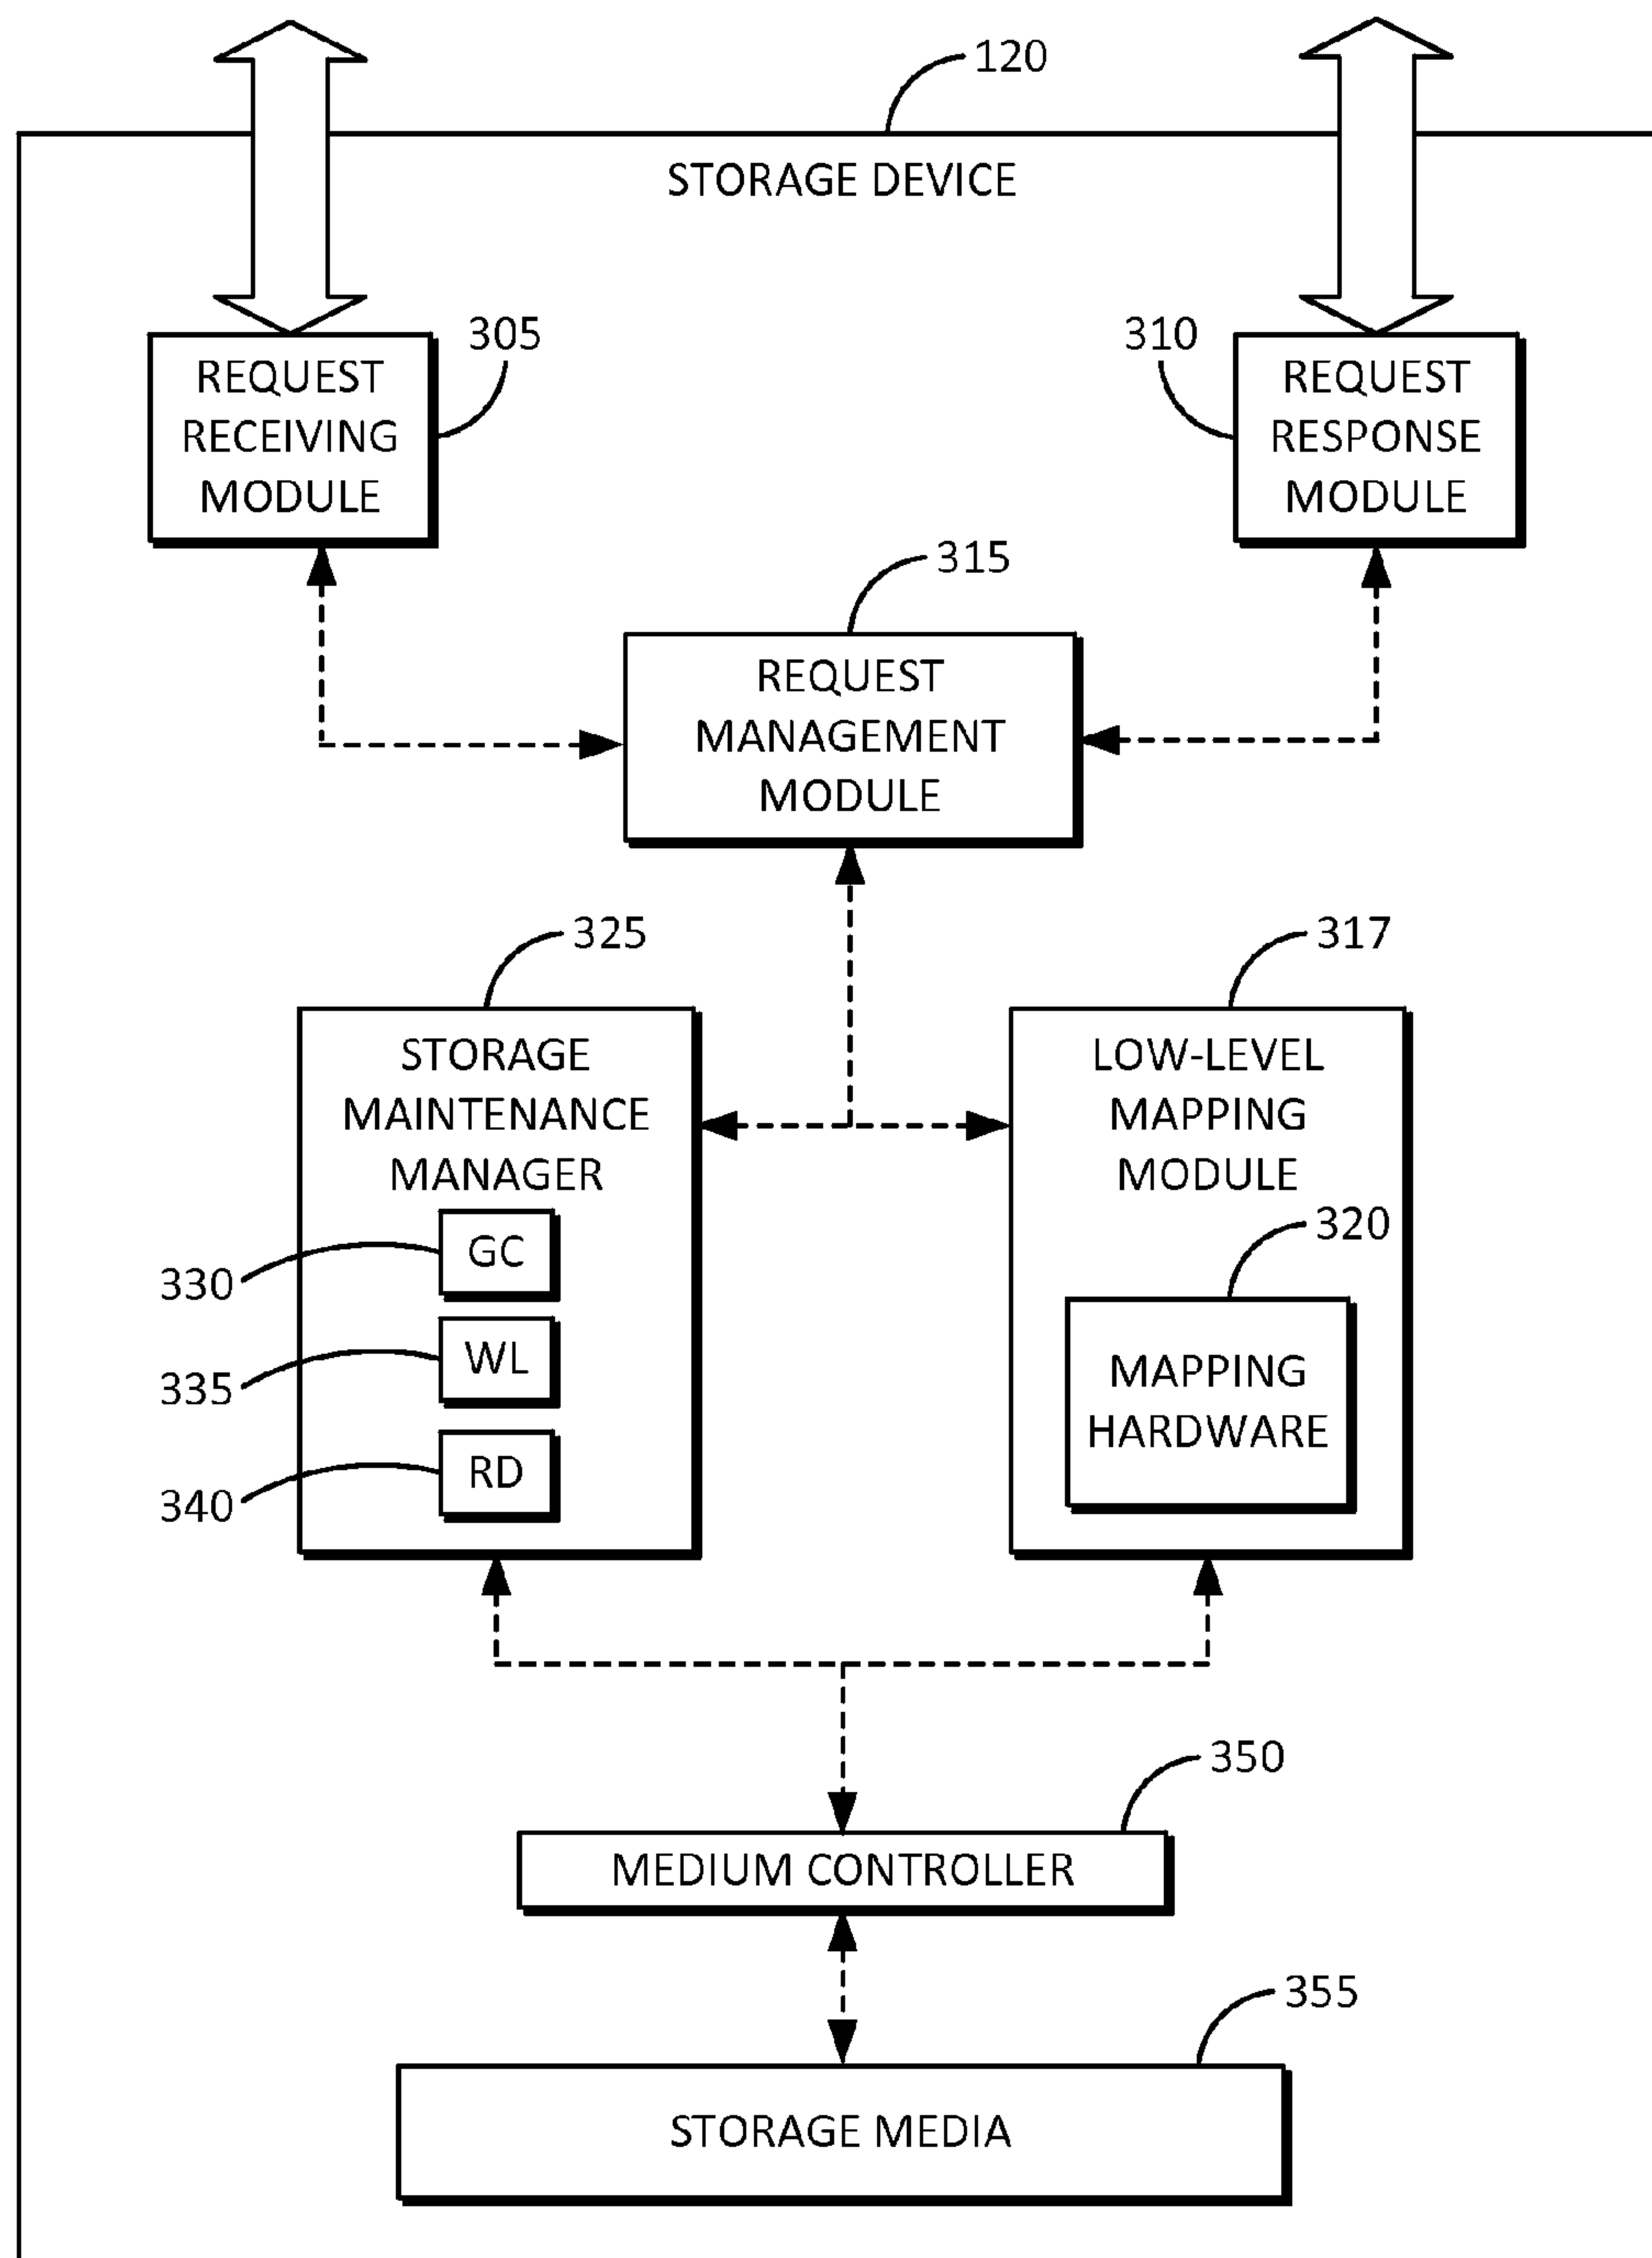 120
STORAGE DEVICE
305
310
REQUEST
RECEIVING
MODULE
REQUEST
RESPONSE
MODULE
315
REQUEST
MANAGEMENT
MODULE
325
317
STORAGE
MAINTENANCE
MANAGER
LOW-LEVEL
MAPPING
MODULE
320
330
GC
335
WL
340
RD
MAPPING
HARDWARE
350
MEDIUM CONTROLLER
355
STORAGE MEDIA